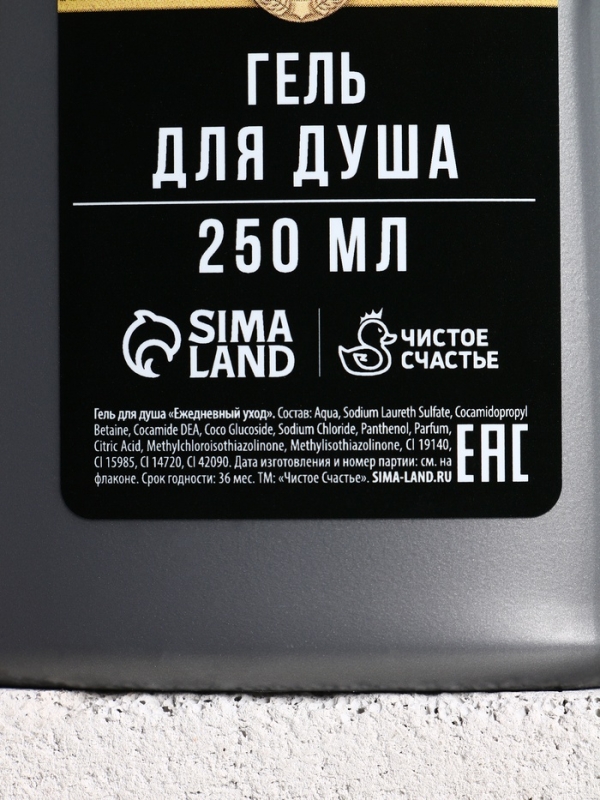 ГЕЛЬ
ДЛЯ ДУША
250 МЛ
SIMA
LAND
ЧИСТОЕ
СЧАСТЬЕ
Гель для душа «Ежедневный уход». Состав: Aqua, Sodium Laureth Sulfate, Cocamidopropyl
Betaine, Cocamide DEA, Coco Glucoside, Sodium Chloride, Panthenol, Parfum,
Citric Acid, Methylchloroisothiazolinone, Methylisothiazolinone, CI 19140,
CI 15985, CI 14720, CI 42090. Дата изготовления и номер партии: см. на
флаконе. Срок годности: 36 мес. ТМ: «Чистое Счастье». SIMA-LAND.RU
EAC